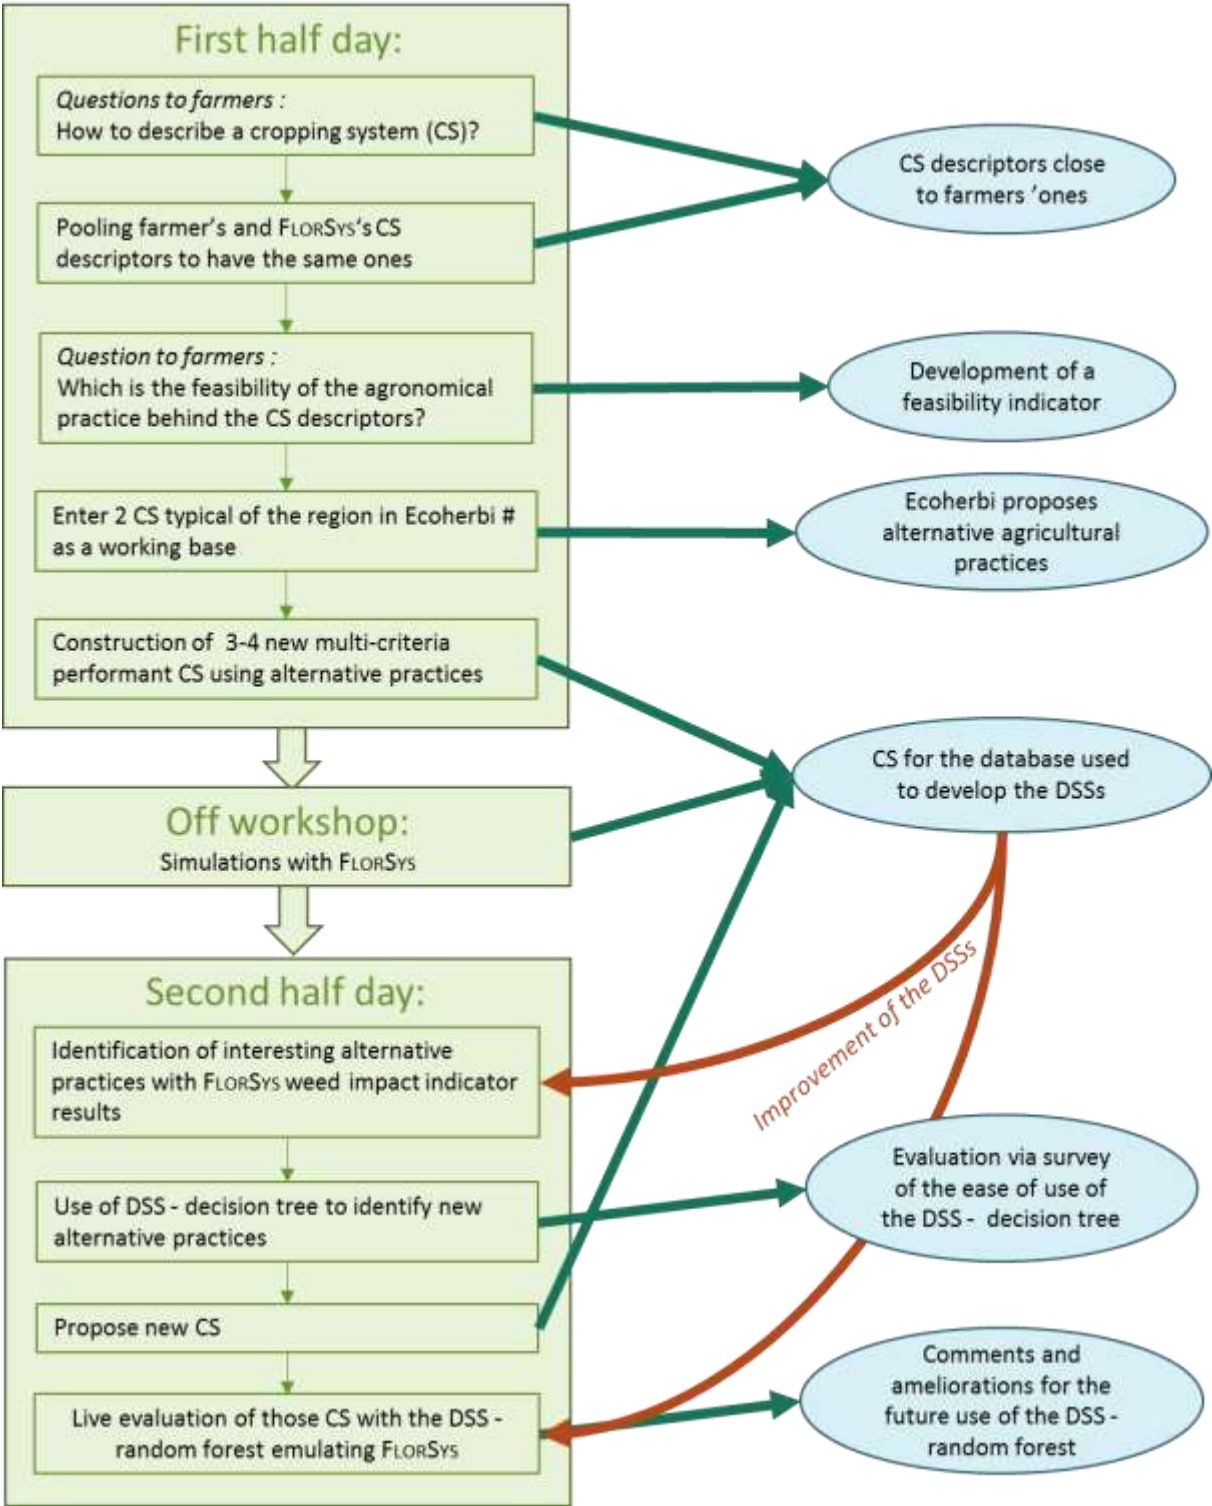 First half day:
Questions to farmers :
How to describe a cropping system (CS)?
CS descriptors close
to farmers 'ones
Pooling farmer's and FLORSYS's CS
descriptors to have the same ones
Question to farmers :
Which is the feasibility of the agronomical
practice behind the CS descriptors?
Development of a
feasibility indicator
Enter 2 CS typical of the region in Ecoherbi #
as a working base
Ecoherbi proposes
alternative agricultural
practices
Construction of 3-4 new multi-criteria
performant CS using alternative practices
CS for the database used
to develop the DSSs
Off workshop:
Simulations with FLORSYS
Improvement of the DSSs
Second half day:
Identification of interesting alternative
practices with FLORSYS weed impact indicator
results
Use of DSS - decision tree to identify new
alternative practices
Evaluation via survey
of the ease of use of
the DSS - decision tree
Propose new CS
Live evaluation of those CS with the DSS -
random forest emulating FLORSYS
Comments and
ameliorations for the
future use of the DSS -
random forest